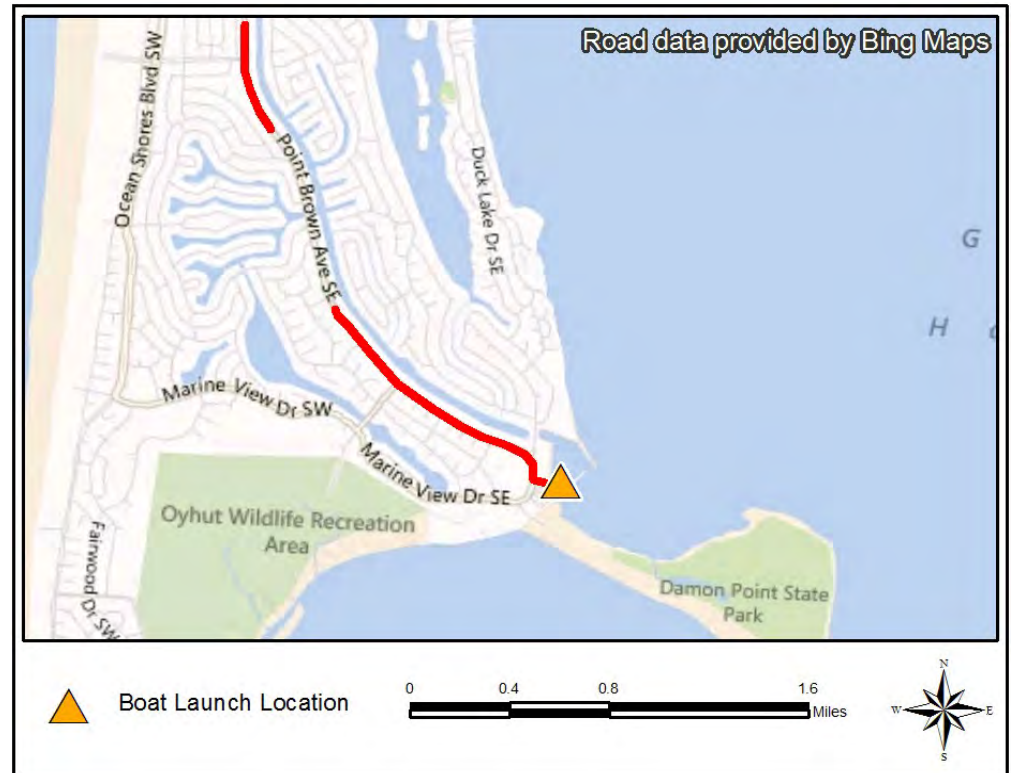 Road data provided by Bing Maps
Ocean Shores Blvd SW
Point Brown Ave SE
Duck Lake Dr SE
G
H
Marine View Dr SW
Marine View Dr SE
Oyhut Wildlife Recreation
Area
Fairwood Dr SW
Damon Point State
Park
Boat Launch Location
0 0.4 0.8 1.6
Miles
N
W E
S